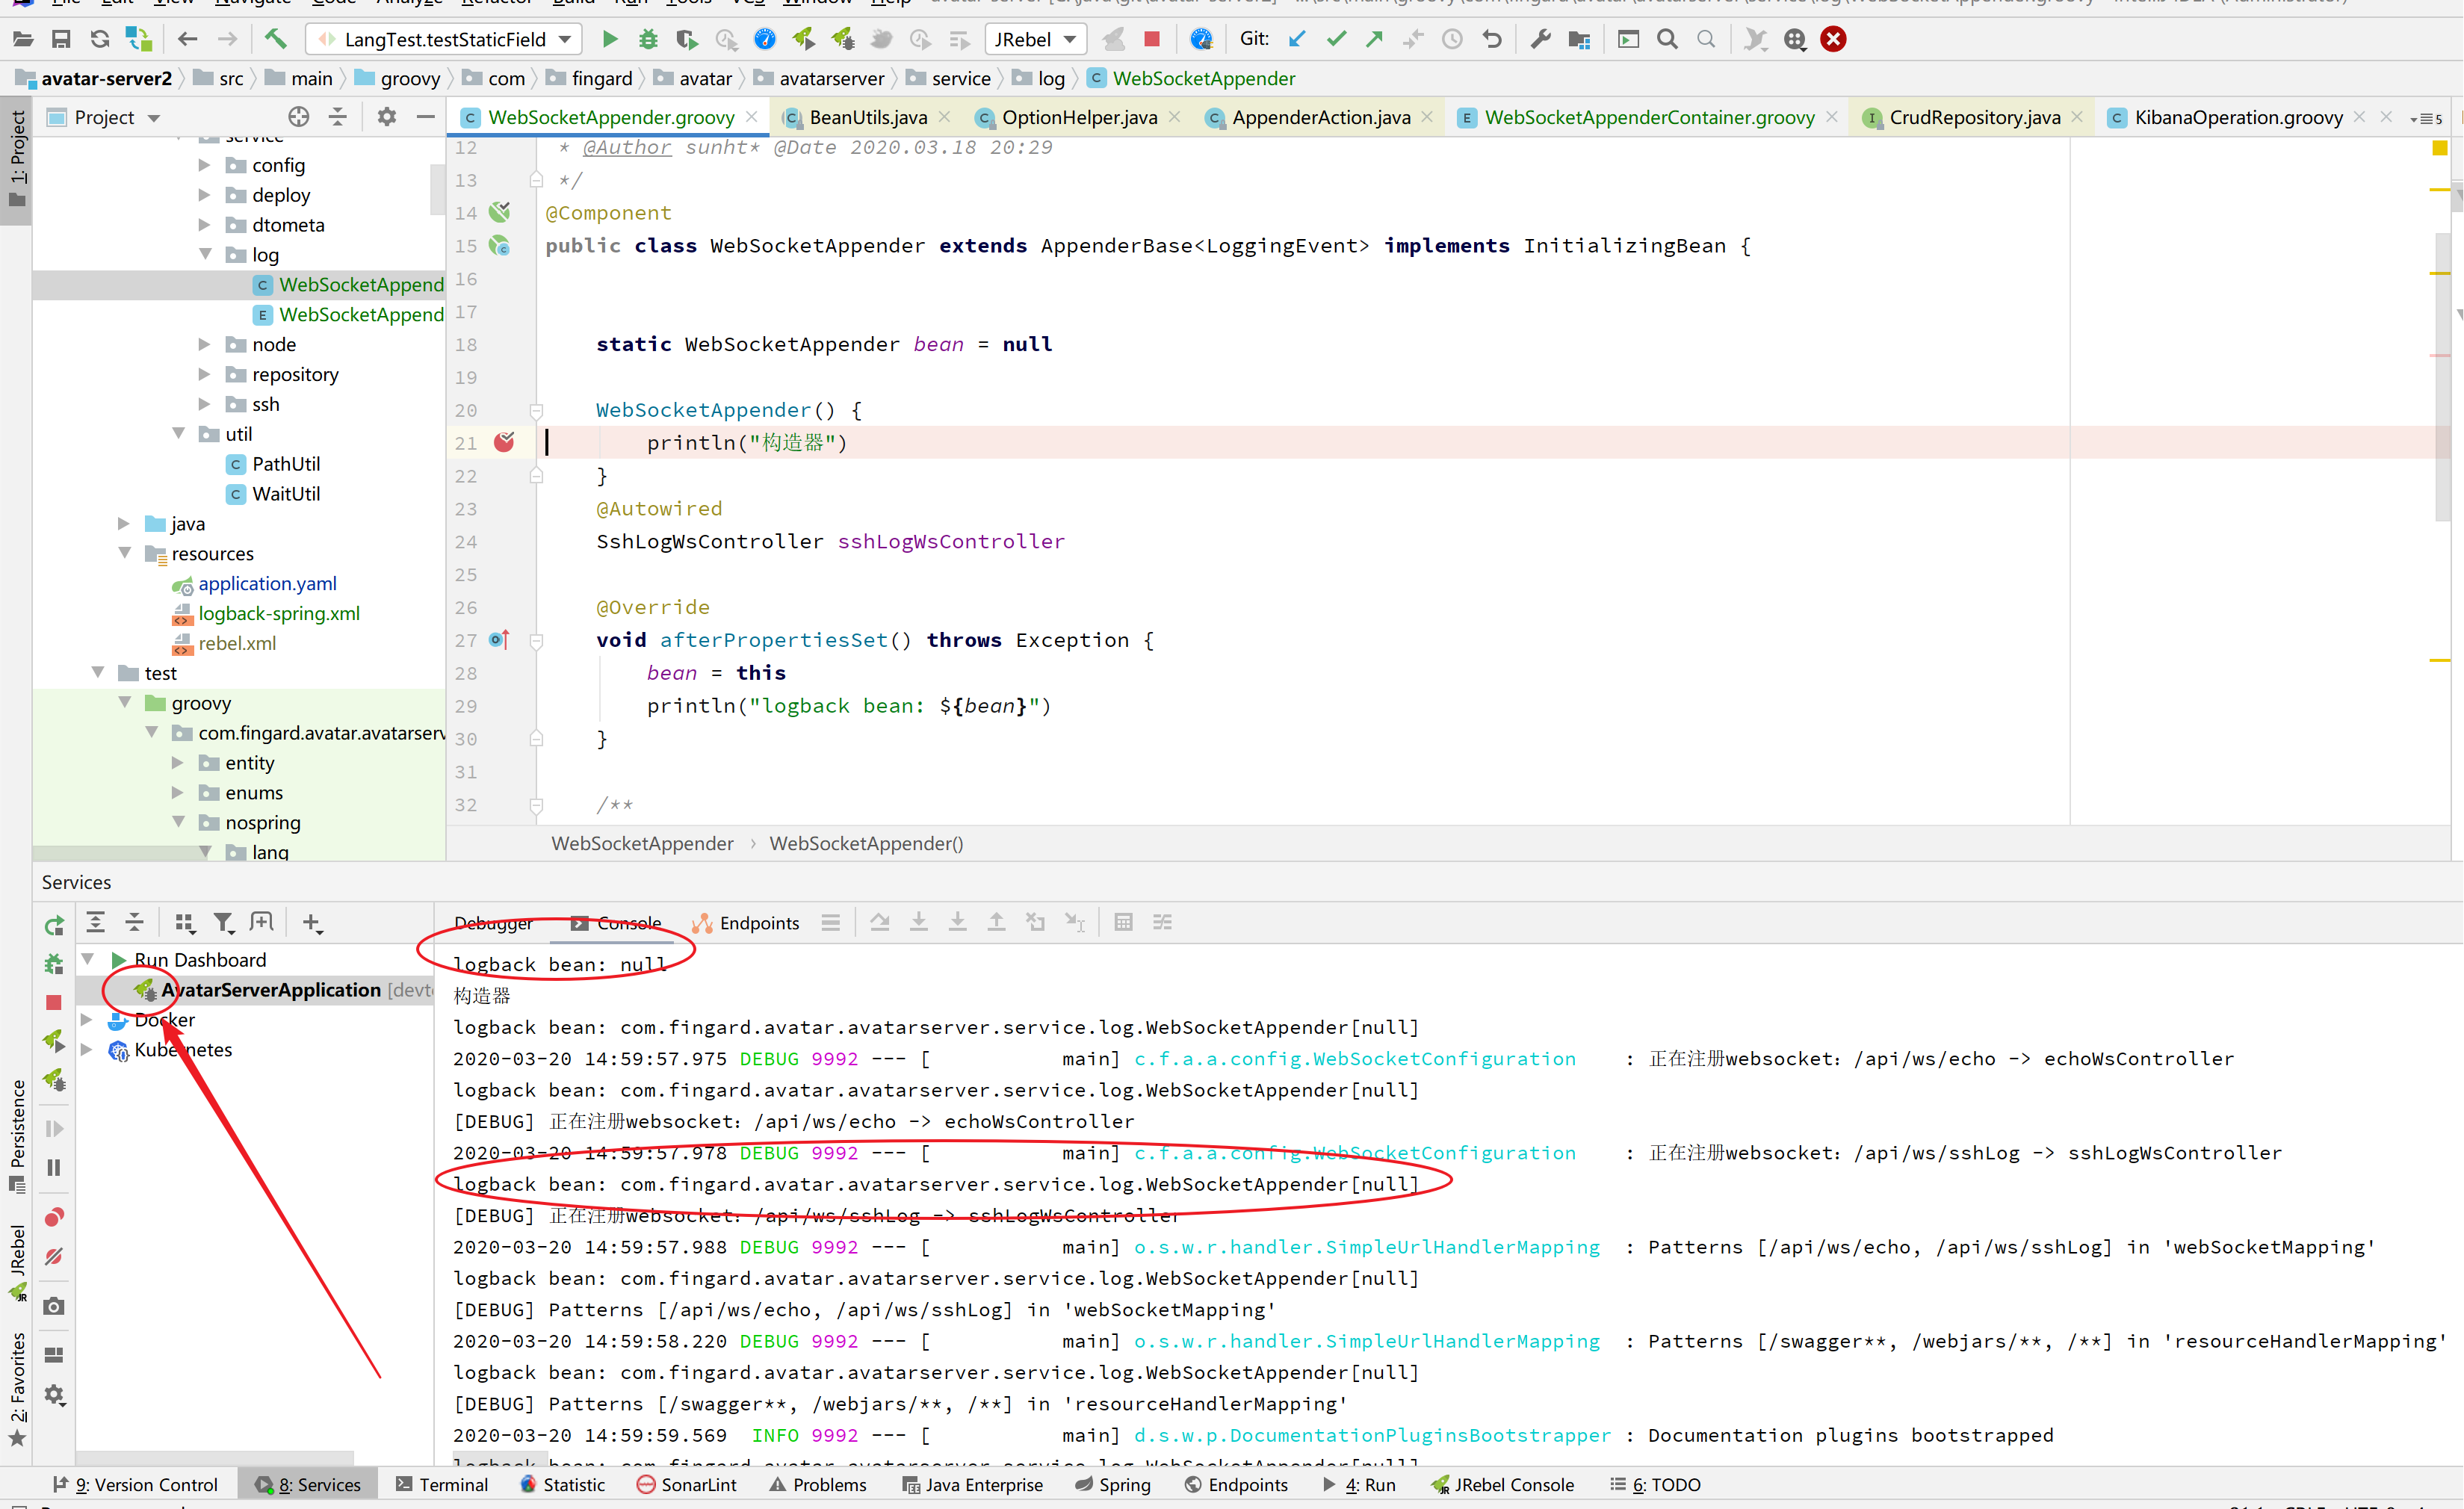 LangTest.testStaticField
JRebel
Git:
avatar-server2
src
main
groovy
com
fingard
avatar
avatarserver
service
log
WebSocketAppender
1: Project
Project
WebSocketAppender.groovy
BeanUtils.java
OptionHelper.java
AppenderAction.java
WebSocketAppenderContainer.groovy
CrudRepository.java
KibanaOperation.groovy
5
service
config
deploy
dtometa
log
WebSocketAppend
WebSocketAppend
node
repository
ssh
util
PathUtil
WaitUtil
java
resources
application.yaml
logback-spring.xml
rebel.xml
test
groovy
com.fingard.avatar.avatarserv
entity
enums
nospring
lang
12 * @Author sunht* @Date 2020.03.18 20:29
13 */
14 @Component
15 public class WebSocketAppender extends AppenderBase<LoggingEvent> implements InitializingBean {
16
17
18 static WebSocketAppender bean = null
19
20 WebSocketAppender() {
21 println("构造器")
22 }
23 @Autowired
24 SshLogWsController sshLogWsController
25
26 @Override
27 void afterPropertiesSet() throws Exception {
28 bean = this
29 println("logback bean: ${bean}")
30 }
31
32 /**
WebSocketAppender › WebSocketAppender()
Services
Debugger
Console
Endpoints
Run Dashboard
AvatarServerApplication [devto
Docker
Kubernetes
logback bean: null
构造器
logback bean: com.fingard.avatar.avatarserver.service.log.WebSocketAppender[null]
2020-03-20 14:59:57.975 DEBUG 9992 --- [ main] c.f.a.a.config.WebSocketConfiguration : 正在注册websocket：/api/ws/echo -> echoWsController
logback bean: com.fingard.avatar.avatarserver.service.log.WebSocketAppender[null]
[DEBUG] 正在注册websocket：/api/ws/echo -> echoWsController
2020-03-20 14:59:57.978 DEBUG 9992 --- [ main] c.f.a.a.config.WebSocketConfiguration : 正在注册websocket：/api/ws/sshLog -> sshLogWsController
logback bean: com.fingard.avatar.avatarserver.service.log.WebSocketAppender[null]
[DEBUG] 正在注册websocket：/api/ws/sshLog -> sshLogWsController
2020-03-20 14:59:57.988 DEBUG 9992 --- [ main] o.s.w.r.handler.SimpleUrlHandlerMapping : Patterns [/api/ws/echo, /api/ws/sshLog] in 'webSocketMapping'
logback bean: com.fingard.avatar.avatarserver.service.log.WebSocketAppender[null]
[DEBUG] Patterns [/api/ws/echo, /api/ws/sshLog] in 'webSocketMapping'
2020-03-20 14:59:58.220 DEBUG 9992 --- [ main] o.s.w.r.handler.SimpleUrlHandlerMapping : Patterns [/swagger**, /webjars/**, /**] in 'resourceHandlerMapping'
logback bean: com.fingard.avatar.avatarserver.service.log.WebSocketAppender[null]
[DEBUG] Patterns [/swagger**, /webjars/**, /**] in 'resourceHandlerMapping'
2020-03-20 14:59:59.569 INFO 9992 --- [ main] d.s.w.p.DocumentationPluginsBootstrapper : Documentation plugins bootstrapped
logback bean: com.fingard.avatar.avatarserver.service.log.WebSocketAppender[null]
Persistence
JRebel
2: Favorites
9: Version Control
8: Services
Terminal
Statistic
SonarLint
Problems
Java Enterprise
Spring
Endpoints
4: Run
JRebel Console
6: TODO